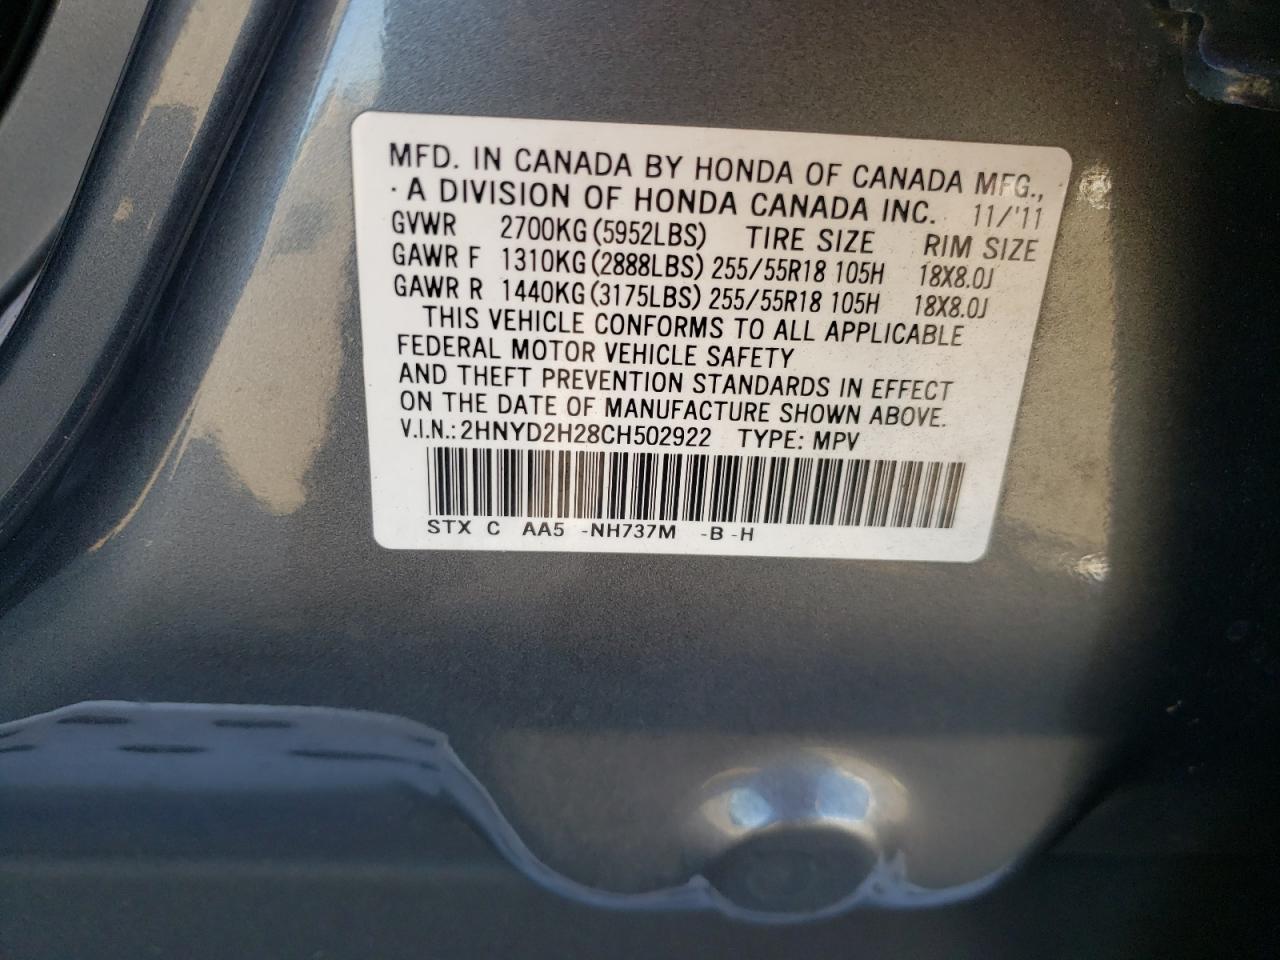 MFD. IN CANADA BY HONDA OF CANADA MFG.,
· A DIVISION OF HONDA CANADA INC. 11/'11
GVWR 2700KG (5952LBS) TIRE SIZE RIM SIZE
GAWR F 1310KG (2888LBS) 255/55R18 105H 18X8.0J
GAWR R 1440KG (3175LBS) 255/55R18 105H 18X8.0J
THIS VEHICLE CONFORMS TO ALL APPLICABLE
FEDERAL MOTOR VEHICLE SAFETY
AND THEFT PREVENTION STANDARDS IN EFFECT
ON THE DATE OF MANUFACTURE SHOWN ABOVE.
V.I.N.: 2HNYD2H28CH502922 TYPE: MPV
STX C AA5 -NH737M -B -H